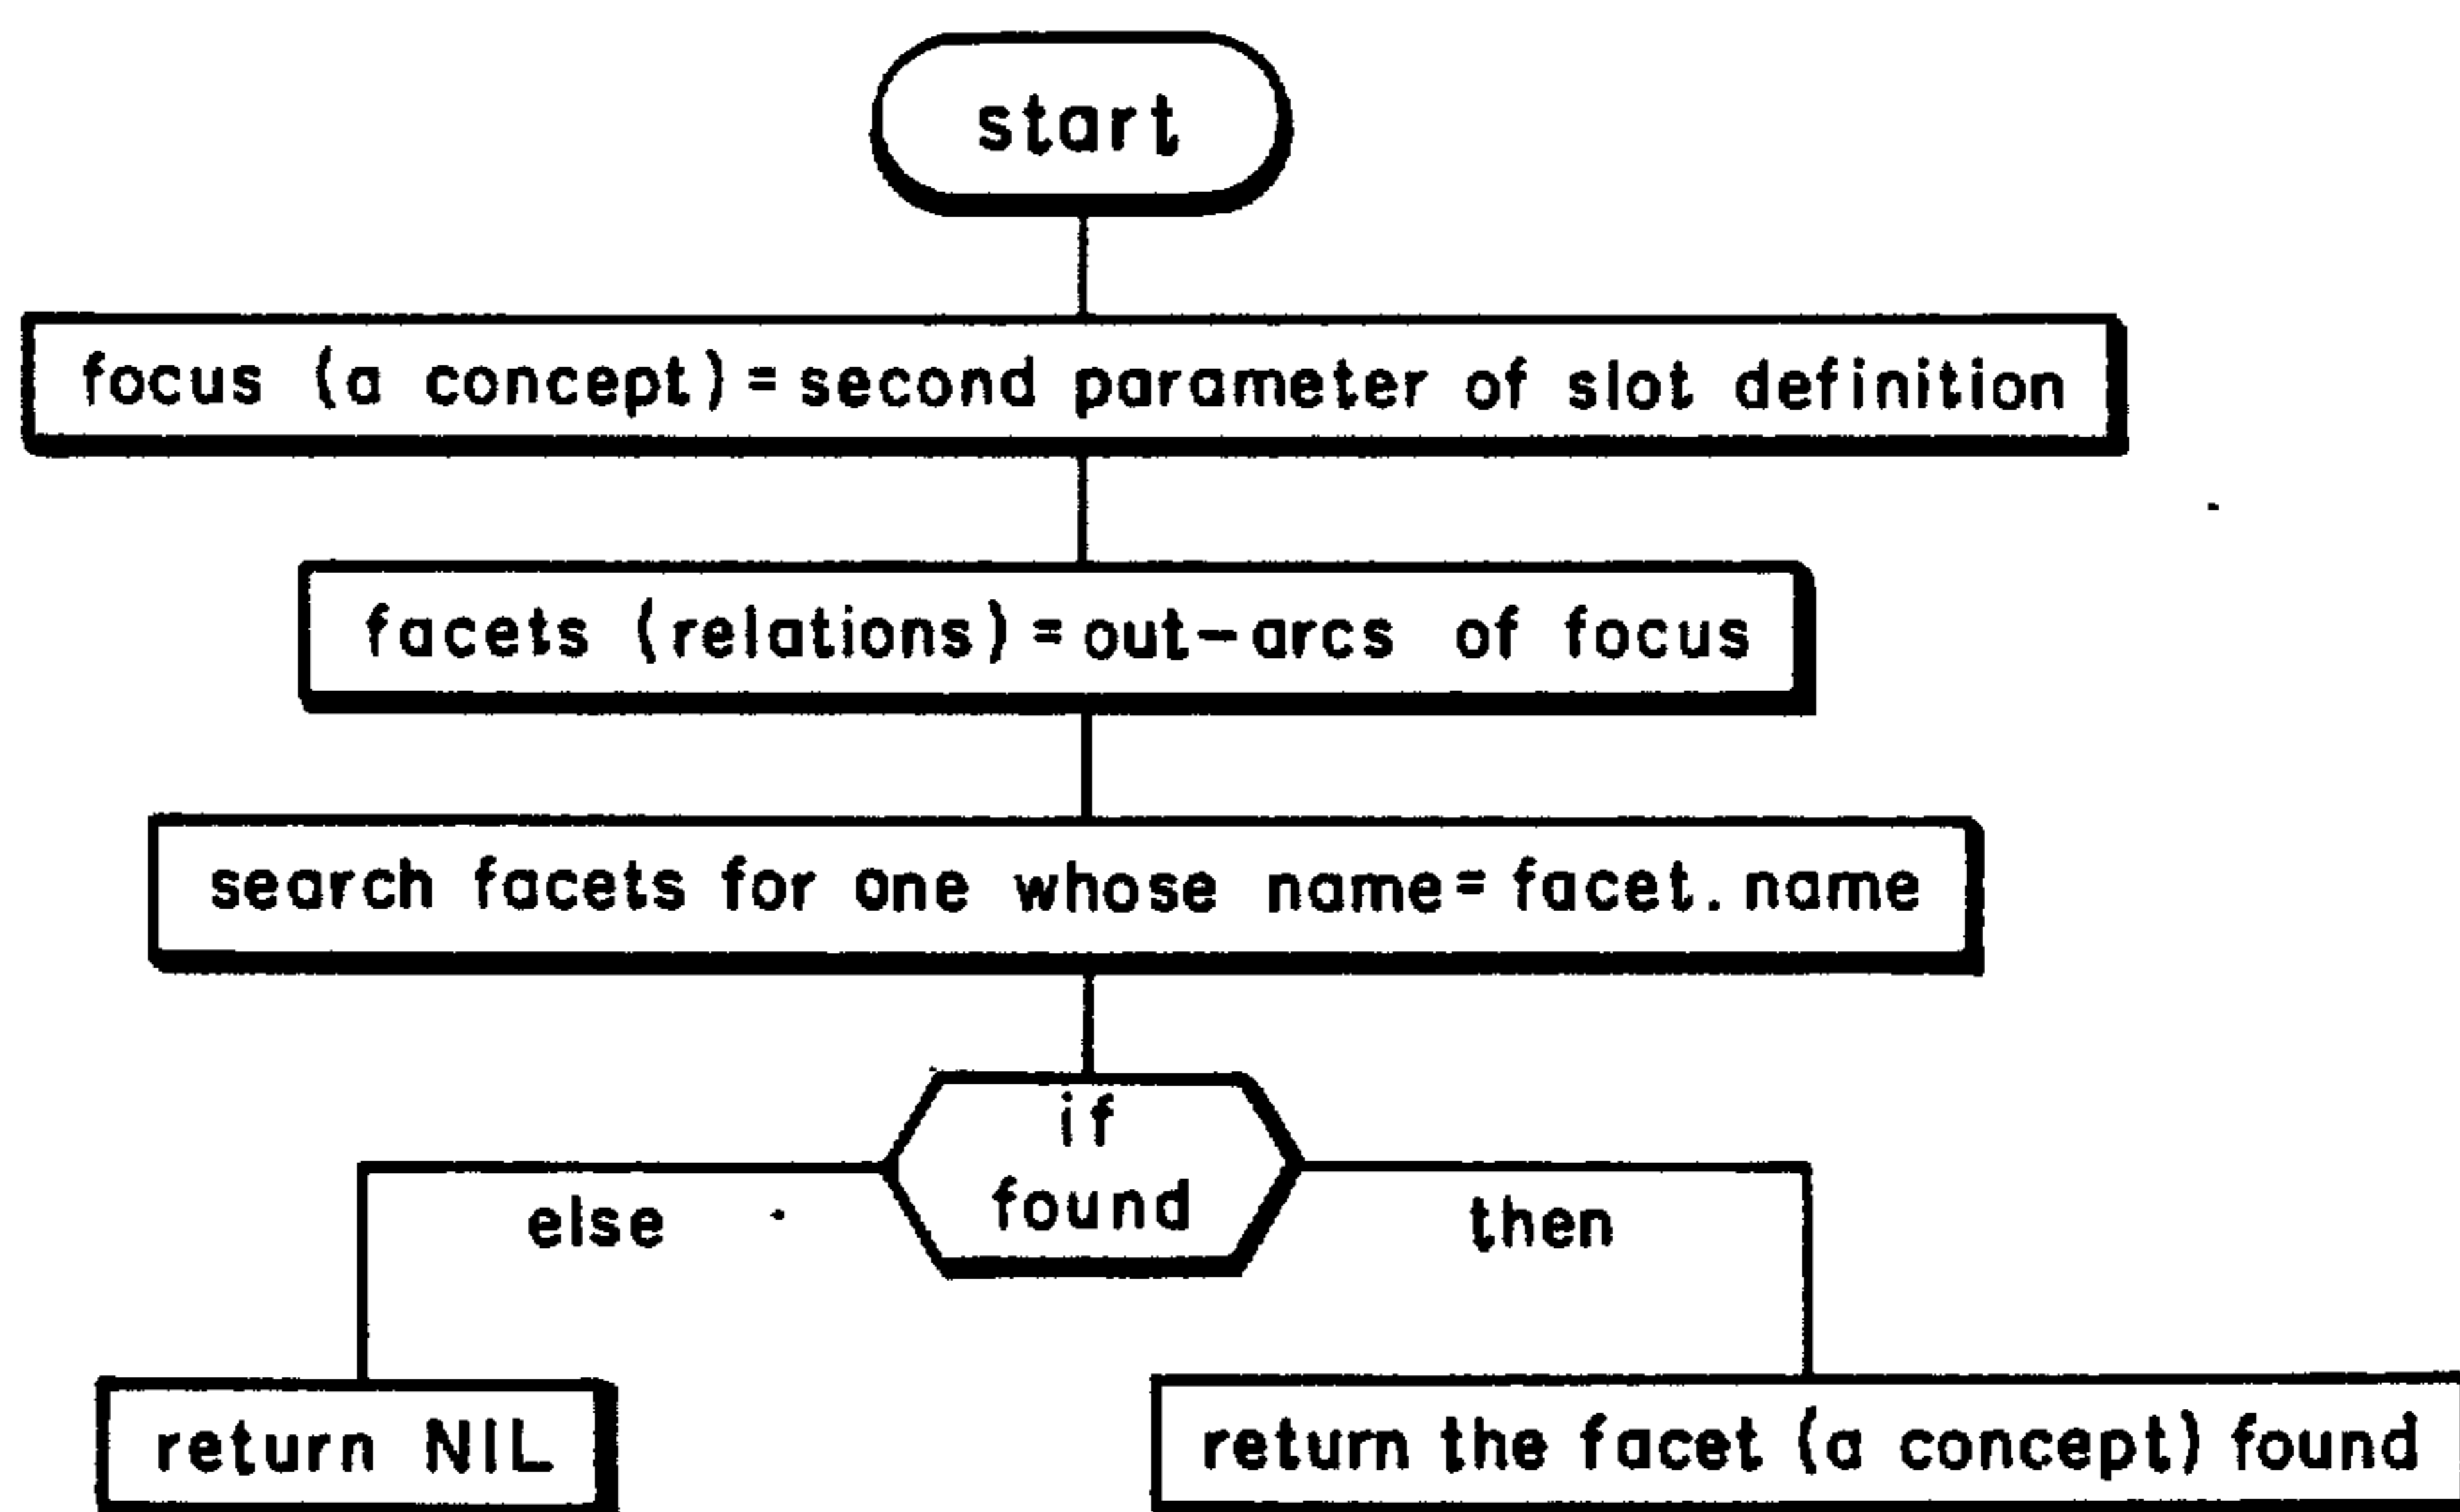 start
focus (a concept)=second parameter of slot definition
facets (relations)=out-arcs of focus
search facets for one whose name=facet.name
if
found
else
then
return NIL
return the facet (a concept) found